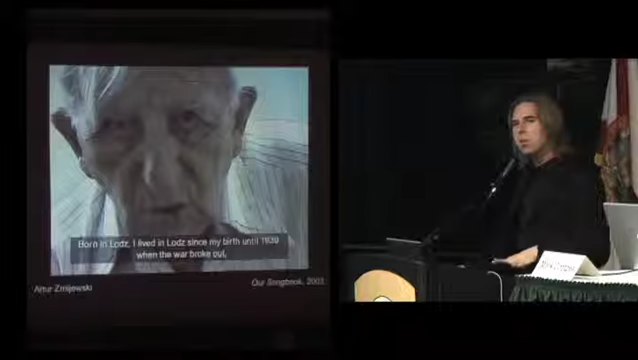 Born in Lodz, I lived in Lodz since my birth until 1939
when the war broke out,
Artur Zmijewski
Our Songbook, 2003